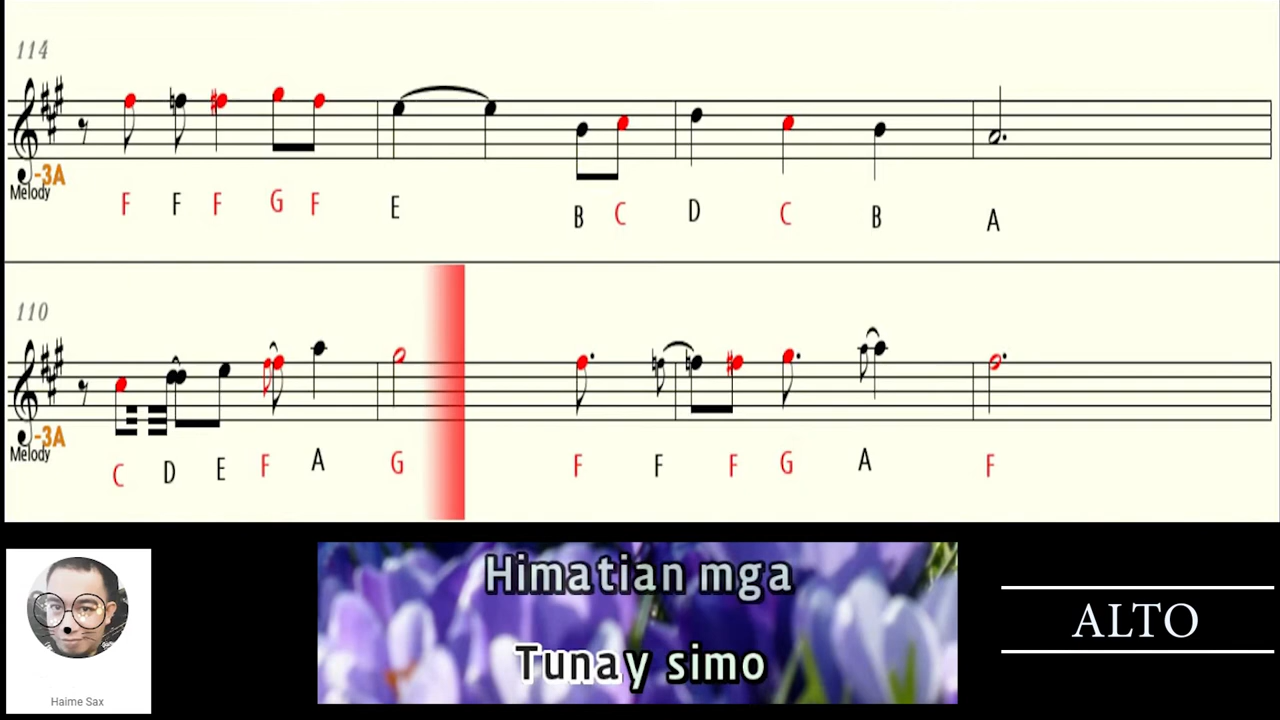 114
-3A
Melody
F F F G F E B C D C B A
110
-3A
Melody
C D E F A G F F F G A F
Himatian mga
Tunay simo
ALTO
Haime Sax